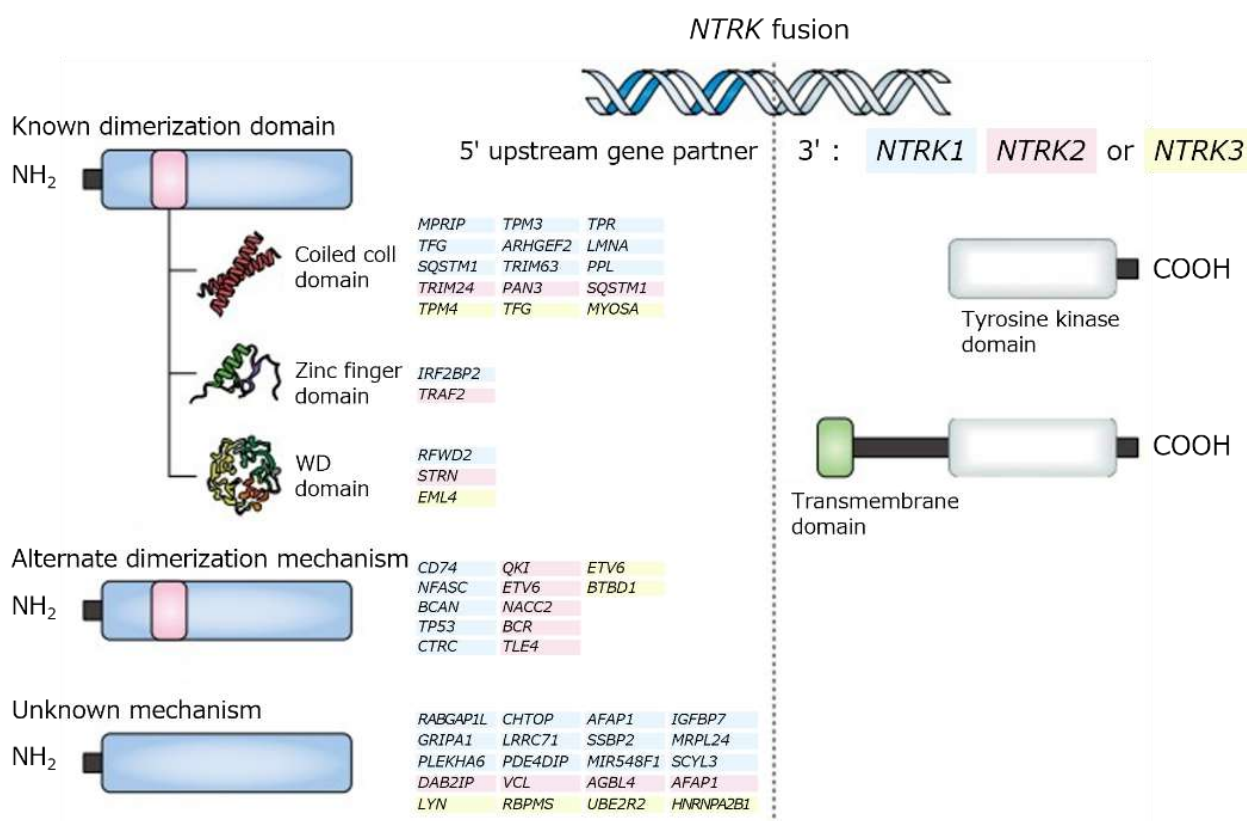 NTRK fusion
Known dimerization domain
NH2
5' upstream gene partner
3' : NTRK1 NTRK2 or NTRK3
Coiled coll
domain
MPRIP TPM3 TPR
TFG ARHGEF2 LMNA
SQSTM1 TRIM63 PPL
TRIM24 PAN3 SQSTM1
TPM4 TFG MYOSA
COOH
Tyrosine kinase
domain
Zinc finger
domain
IRF2BP2
TRAF2
WD
domain
RFWD2
STRN
EML4
COOH
Transmembrane
domain
Alternate dimerization mechanism
NH2
CD74 QKI ETV6
NFASC ETV6 BTBD1
BCAN NACC2
TP53 BCR
CTRC TLE4
Unknown mechanism
NH2
RABGAP1L CHTOP AFAP1 IGFBP7
GRIPA1 LRRC71 SSBP2 MRPL24
PLEKHA6 PDE4DIP MIR548F1 SCYL3
DAB2IP VCL AGBL4 AFAP1
LYN RBPMS UBE2R2 HNRNPA2B1